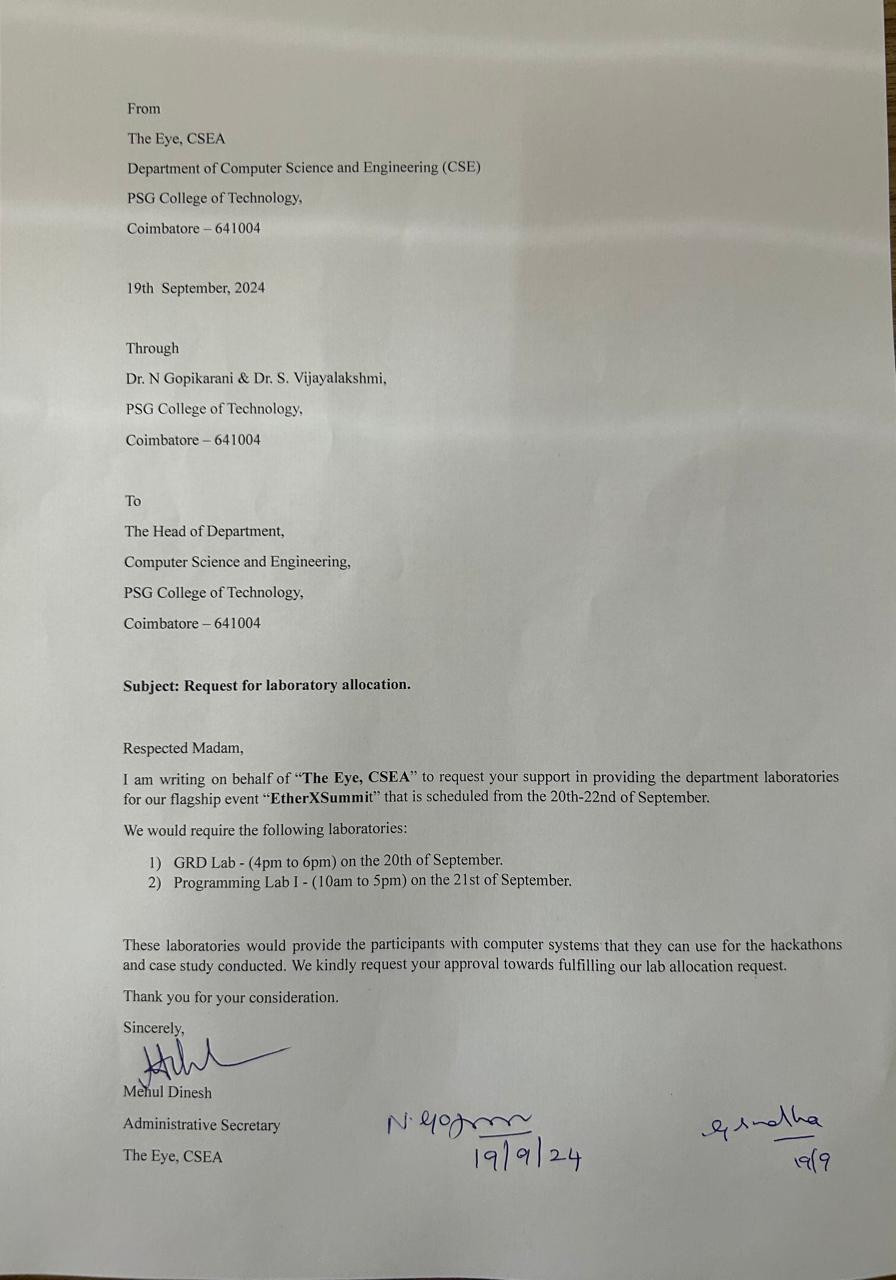 From
The Eye, CSEA
Department of Computer Science and Engineering (CSE)
PSG College of Technology,
Coimbatore – 641004
19th September, 2024
Through
Dr. N Gopikarani & Dr. S. Vijayalakshmi,
PSG College of Technology,
Coimbatore – 641004
To
The Head of Department,
Computer Science and Engineering,
PSG College of Technology,
Coimbatore – 641004
Subject: Request for laboratory allocation.
Respected Madam,
I am writing on behalf of “The Eye, CSEA” to request your support in providing the department laboratories
for our flagship event “EtherXSummit” that is scheduled from the 20th-22nd of September.
We would require the following laboratories:
1) GRD Lab - (4pm to 6pm) on the 20th of September.
2) Programming Lab I - (10am to 5pm) on the 21st of September.
These laboratories would provide the participants with computer systems that they can use for the hackathons
and case study conducted. We kindly request your approval towards fulfilling our lab allocation request.
Thank you for your consideration.
Sincerely,
Mehul Dinesh
Administrative Secretary
The Eye, CSEA
N.
19/9/24
19/9